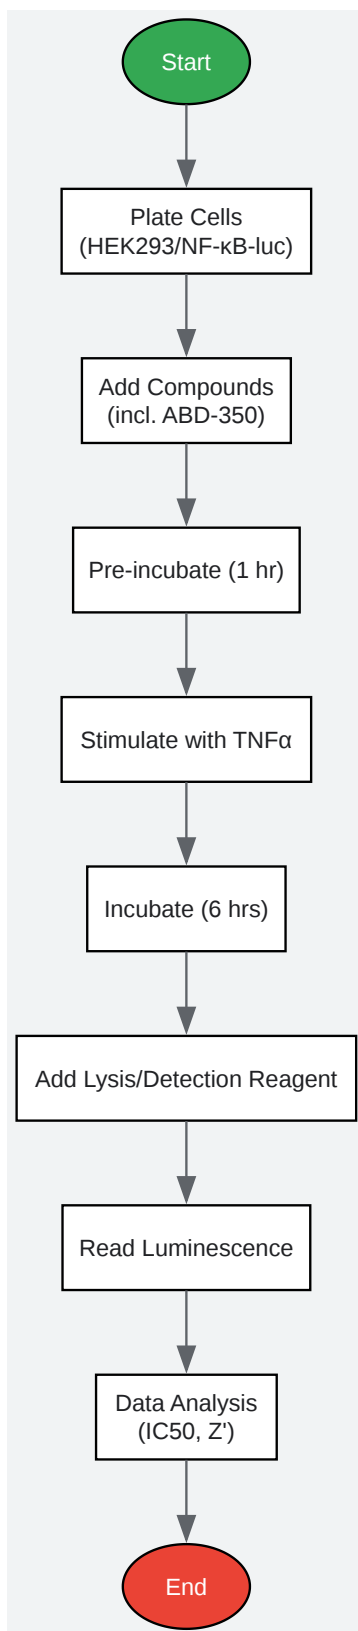 Start
Plate Cells
(HEK293/NF-κB-luc)
Add Compounds
(incl. ABD-350)
Pre-incubate (1 hr)
Stimulate with TNFα
Incubate (6 hrs)
Add Lysis/Detection Reagent
Read Luminescence
Data Analysis
(IC50, Z')
End